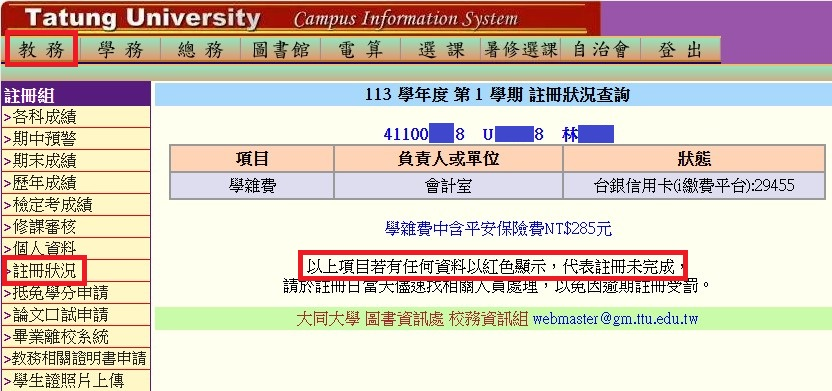 Tatung University Campus Information System
教務 學務 總務 圖書館 電算 選課 暑修選課 自治會 登出
註冊組
>各科成績
>期中預警
>期末成績
>歷年成績
>檢定考成績
>修課審核
>個人資料
>註冊狀況
>抵免學分申請
>論文口試申請
>畢業離校系統
>教務相關證明書申請
>學生證照片上傳
113 學年度 第 1 學期 註冊狀況查詢
41100 8 U 8 林
項目 負責人或單位 狀態
學雜費 會計室 台銀信用卡(i繳費平台):29455
學雜費中含平安保險費NT$285元
以上項目若有任何資料以紅色顯示，代表註冊未完成，
請於註冊日當天儘速找相關人員處理，以免因逾期註冊受罰。
大同大學 圖書資訊處 校務資訊組 webmaster@gm.ttu.edu.tw